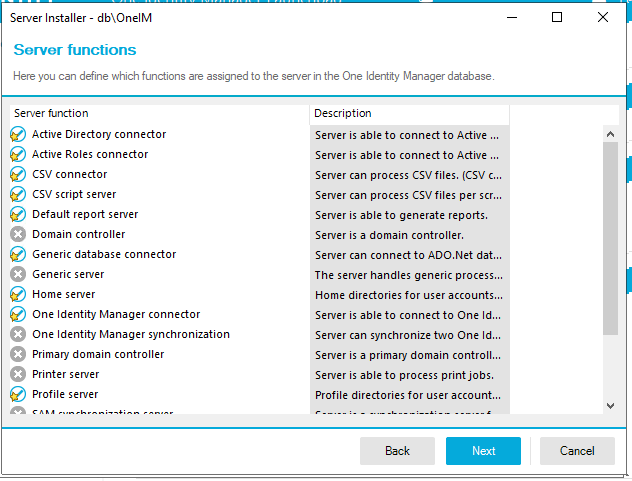 Server Installer - db\OneIM
Server functions
Here you can define which functions are assigned to the server in the One Identity Manager database.
Server function Description
Active Directory connector Server is able to connect to Active ...
Active Roles connector Server is able to connect to Active ...
CSV connector Server can process CSV files. (CSV c...
CSV script server Server can process CSV files per scr...
Default report server Server is able to generate reports.
Domain controller Server is a domain controller.
Generic database connector Server can connect to ADO.Net dat...
Generic server The server handles generic process...
Home server Home directories for user accounts...
One Identity Manager connector Server is able to connect to One Id...
One Identity Manager synchronization Server can synchronize two One Id...
Primary domain controller Server is a primary domain controll...
Printer server Server is able to process print jobs.
Profile server Profile directories for user account...
SAM synchronization server Server is a synchronization server f...
Back Next Cancel